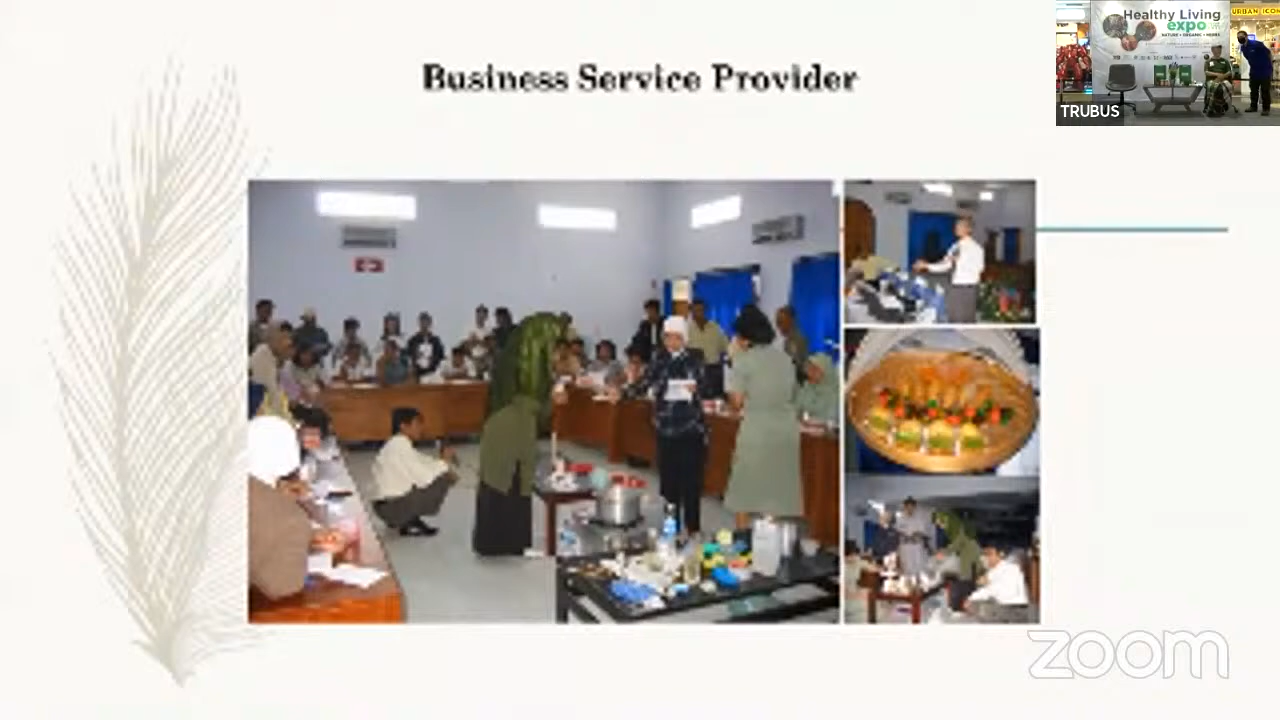 Business Service Provider
Healthy Living
expo
NATURE • ORGANIC • HERBS
URBAN ICON
TRUBUS
zoom